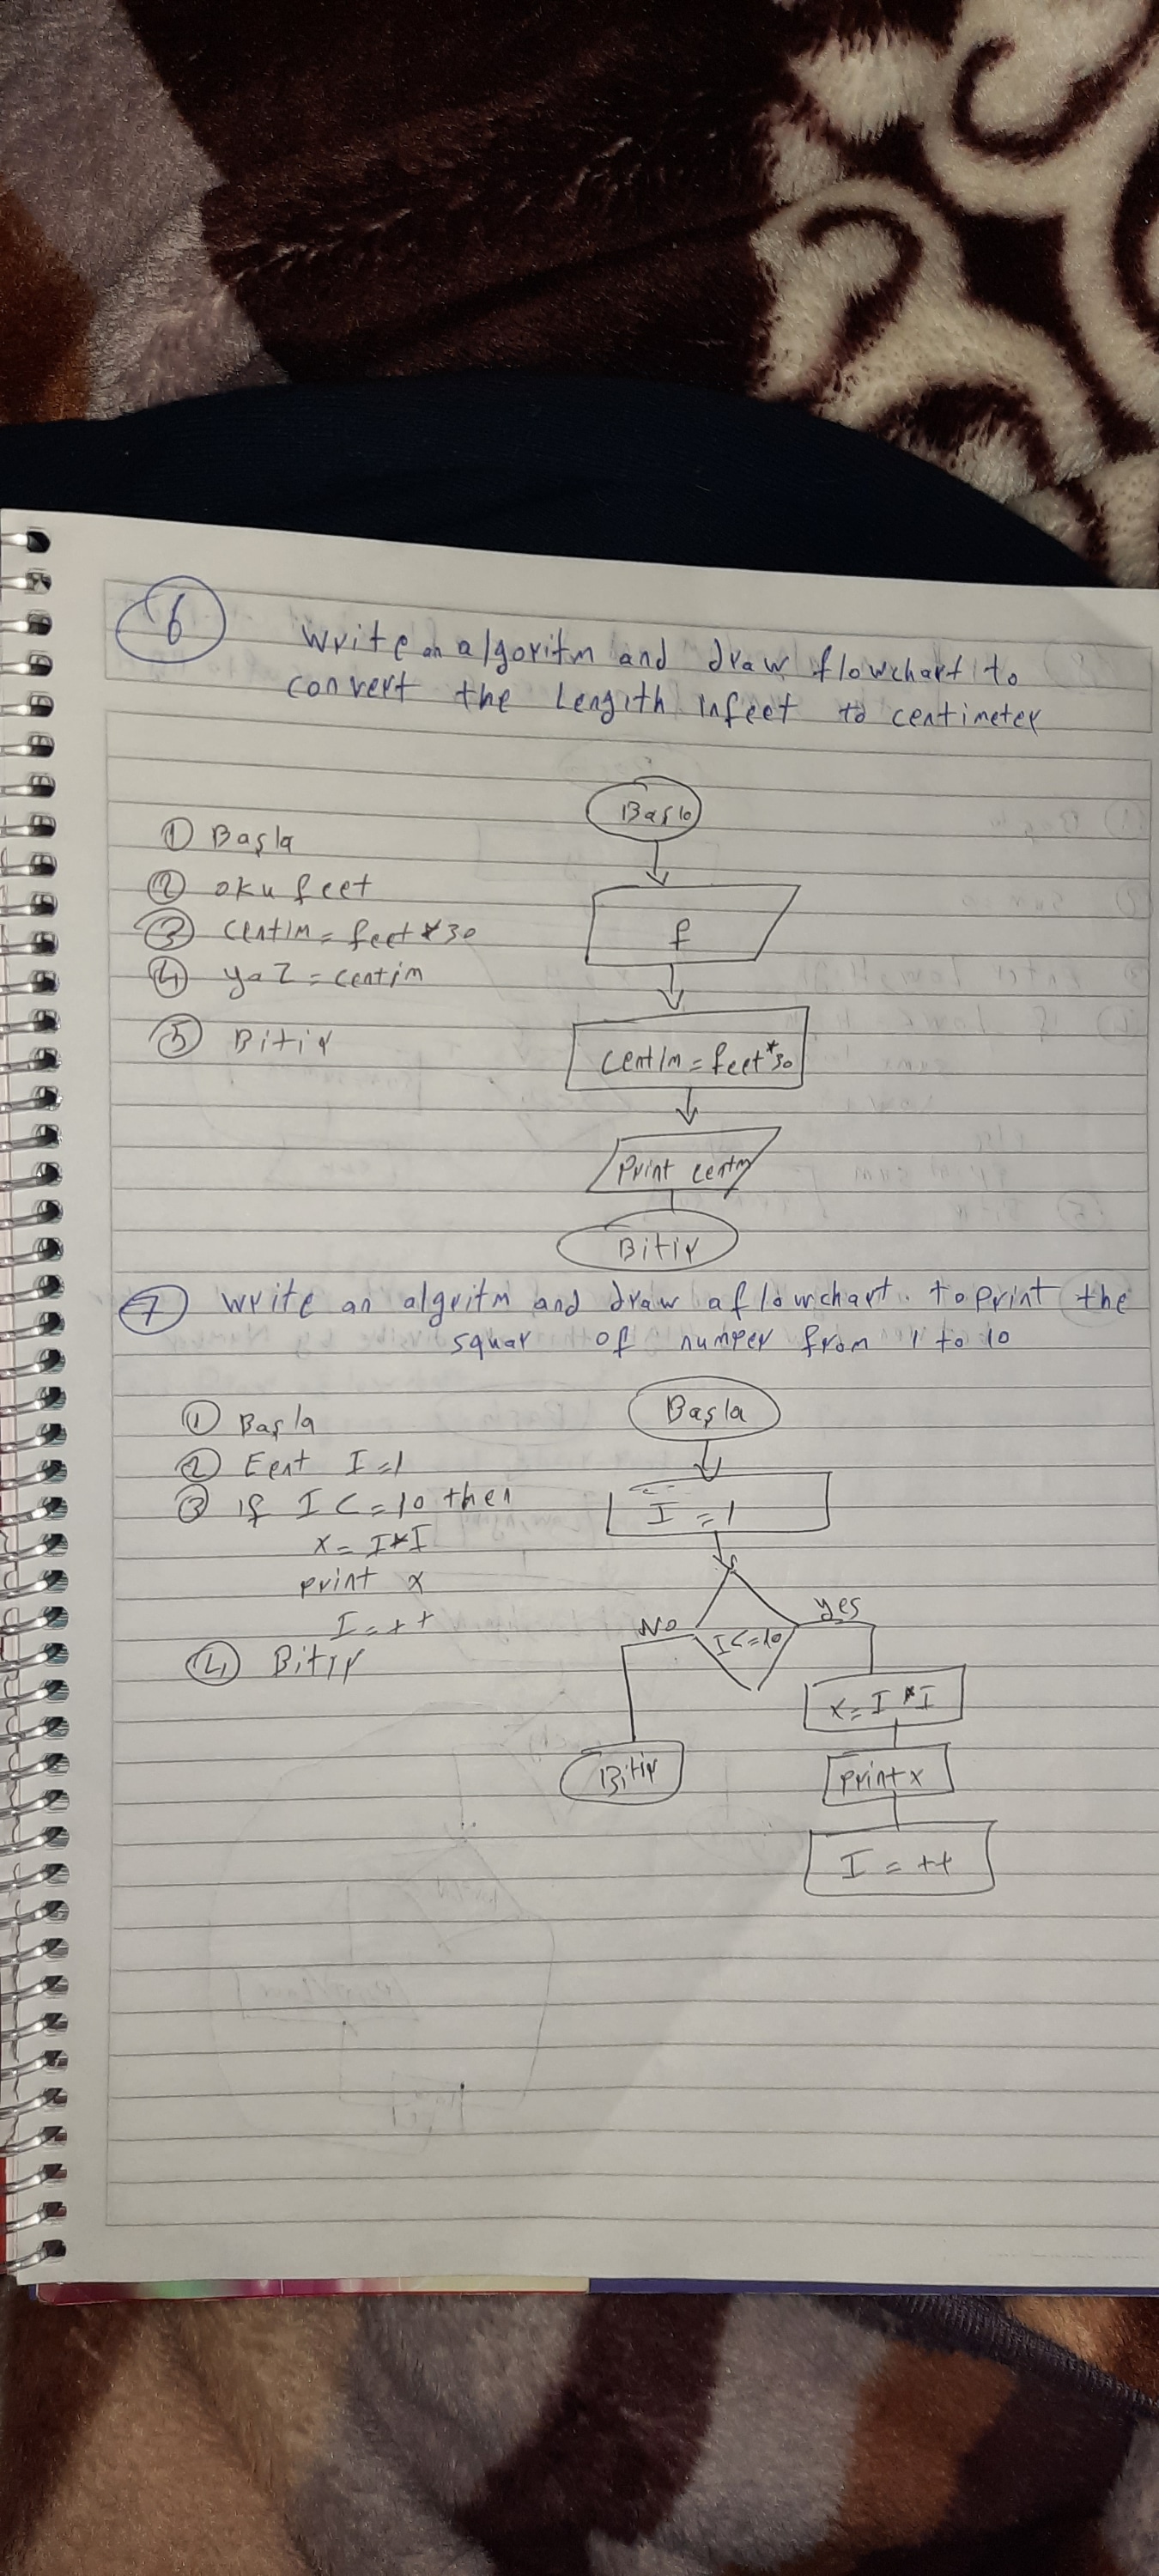 6
Write an algoritm and draw flowchart to
convert the Length infeet to centimeter
① Başla
② oku feet
③ centim = feet * 30
④ yaz = centim
⑤ Bitir
Başla
f
centim = feet * 30
Print centm
Bitir
7 write an algritm and draw a flowchart. to print the
squar of numper from 1 to 10
① Başla
② I = 1
③ if I <= 10 then
x = I * I
print x
I = ++
④ Bitir
Başla
I = 1
No I <= 10 yes
x = I * I
Bitir print x
I = ++